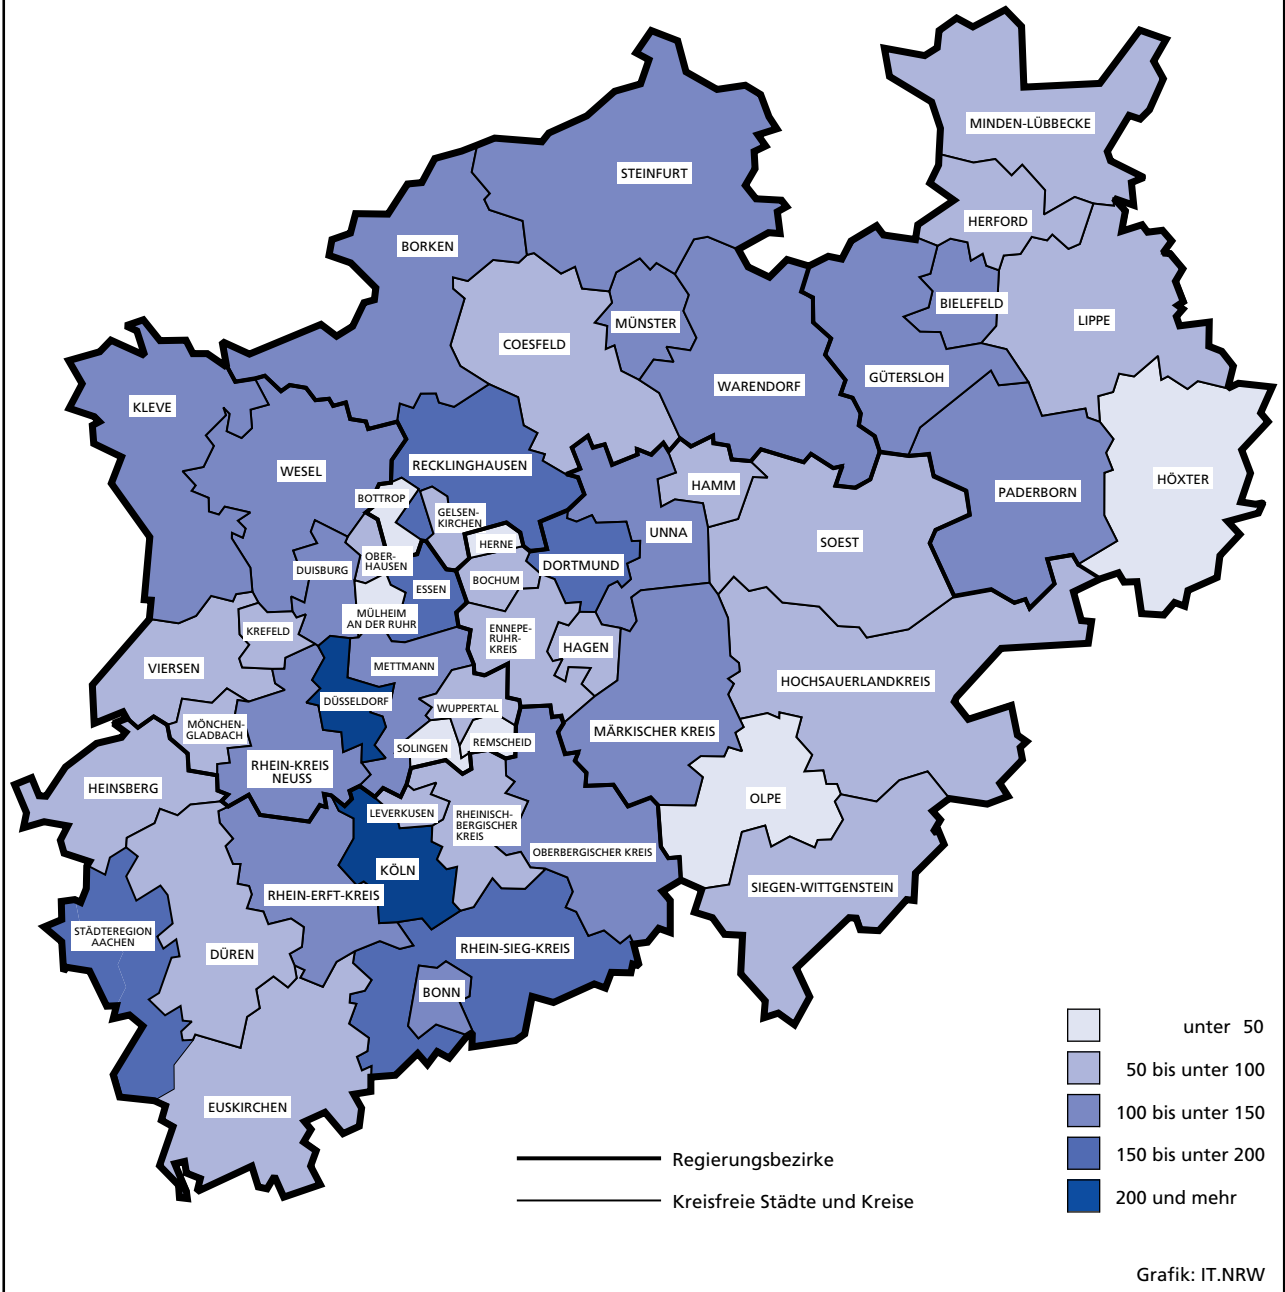 MINDEN-LÜBBECKE
STEINFURT
HERFORD
BORKEN
BIELEFELD
LIPPE
MÜNSTER
COESFELD
GÜTERSLOH
WARENDORF
KLEVE
WESEL
RECKLINGHAUSEN
HÖXTER
HAMM
PADERBORN
BOTTROP
GELSEN-
KIRCHEN
UNNA
SOEST
HERNE
OBER-
HAUSEN
DORTMUND
DUISBURG
BOCHUM
ESSEN
MÜLHEIM
AN DER RUHR
KREFELD
ENNEPE-
RUHR-
KREIS
HAGEN
VIERSEN
METTMANN
HOCHSAUERLANDKREIS
DÜSSELDORF
WUPPERTAL
MÖNCHEN-
GLADBACH
MÄRKISCHER KREIS
SOLINGEN
REMSCHEID
RHEIN-KREIS
NEUSS
HEINSBERG
OLPE
LEVERKUSEN
RHEINISCH-
BERGISCHER
KREIS
OBERBERGISCHER KREIS
KÖLN
SIEGEN-WITTGENSTEIN
RHEIN-ERFT-KREIS
STÄDTEREGION
AACHEN
DÜREN
RHEIN-SIEG-KREIS
BONN
EUSKIRCHEN
unter 50
50 bis unter 100
100 bis unter 150
150 bis unter 200
200 und mehr
Regierungsbezirke
Kreisfreie Städte und Kreise
Grafik: IT.NRW